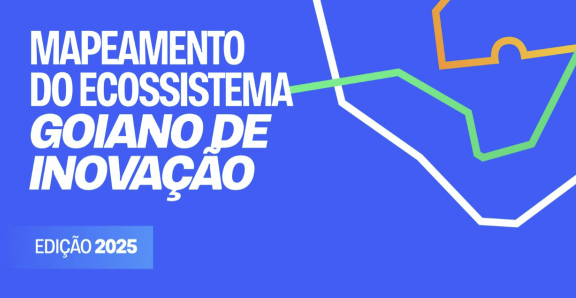 MAPEAMENTO
DO ECOSSISTEMA
GOIANO DE
INOVAÇÃO
EDIÇÃO 2025